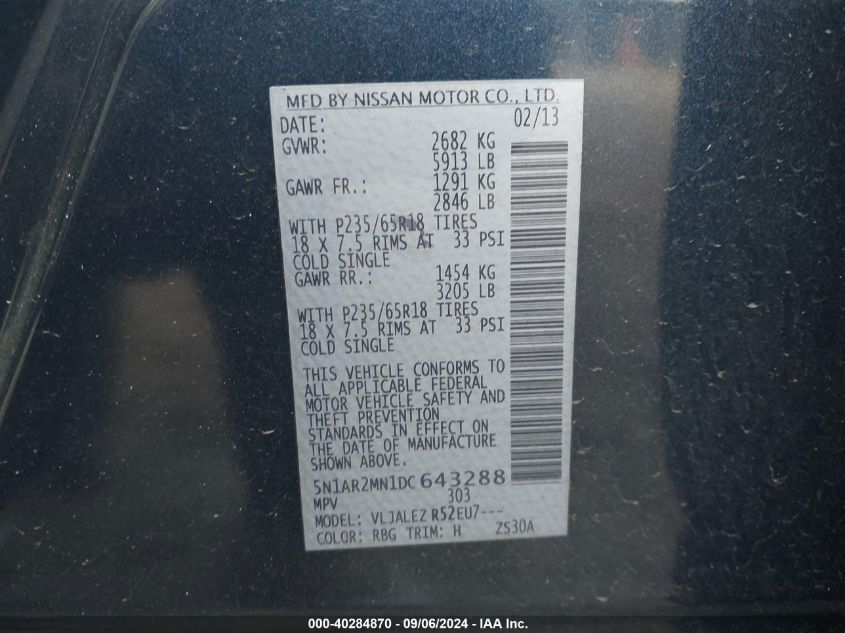 MFD BY NISSAN MOTOR CO., LTD.
DATE: 02/13
GVWR: 2682 KG
5913 LB
GAWR FR.: 1291 KG
2846 LB
WITH P235/65R18 TIRES
18 X 7.5 RIMS AT 33 PSI
COLD SINGLE
GAWR RR.: 1454 KG
3205 LB
WITH P235/65R18 TIRES
18 X 7.5 RIMS AT 33 PSI
COLD SINGLE
THIS VEHICLE CONFORMS TO
ALL APPLICABLE FEDERAL
MOTOR VEHICLE SAFETY AND
THEFT PREVENTION
STANDARDS IN EFFECT ON
THE DATE OF MANUFACTURE
SHOWN ABOVE.
5N1AR2MN1DC643288
MPV 303
MODEL: VLJALEZ R52EU7---
COLOR: RBG TRIM: H ZS30A
000-40284870 - 09/06/2024 - IAA Inc.